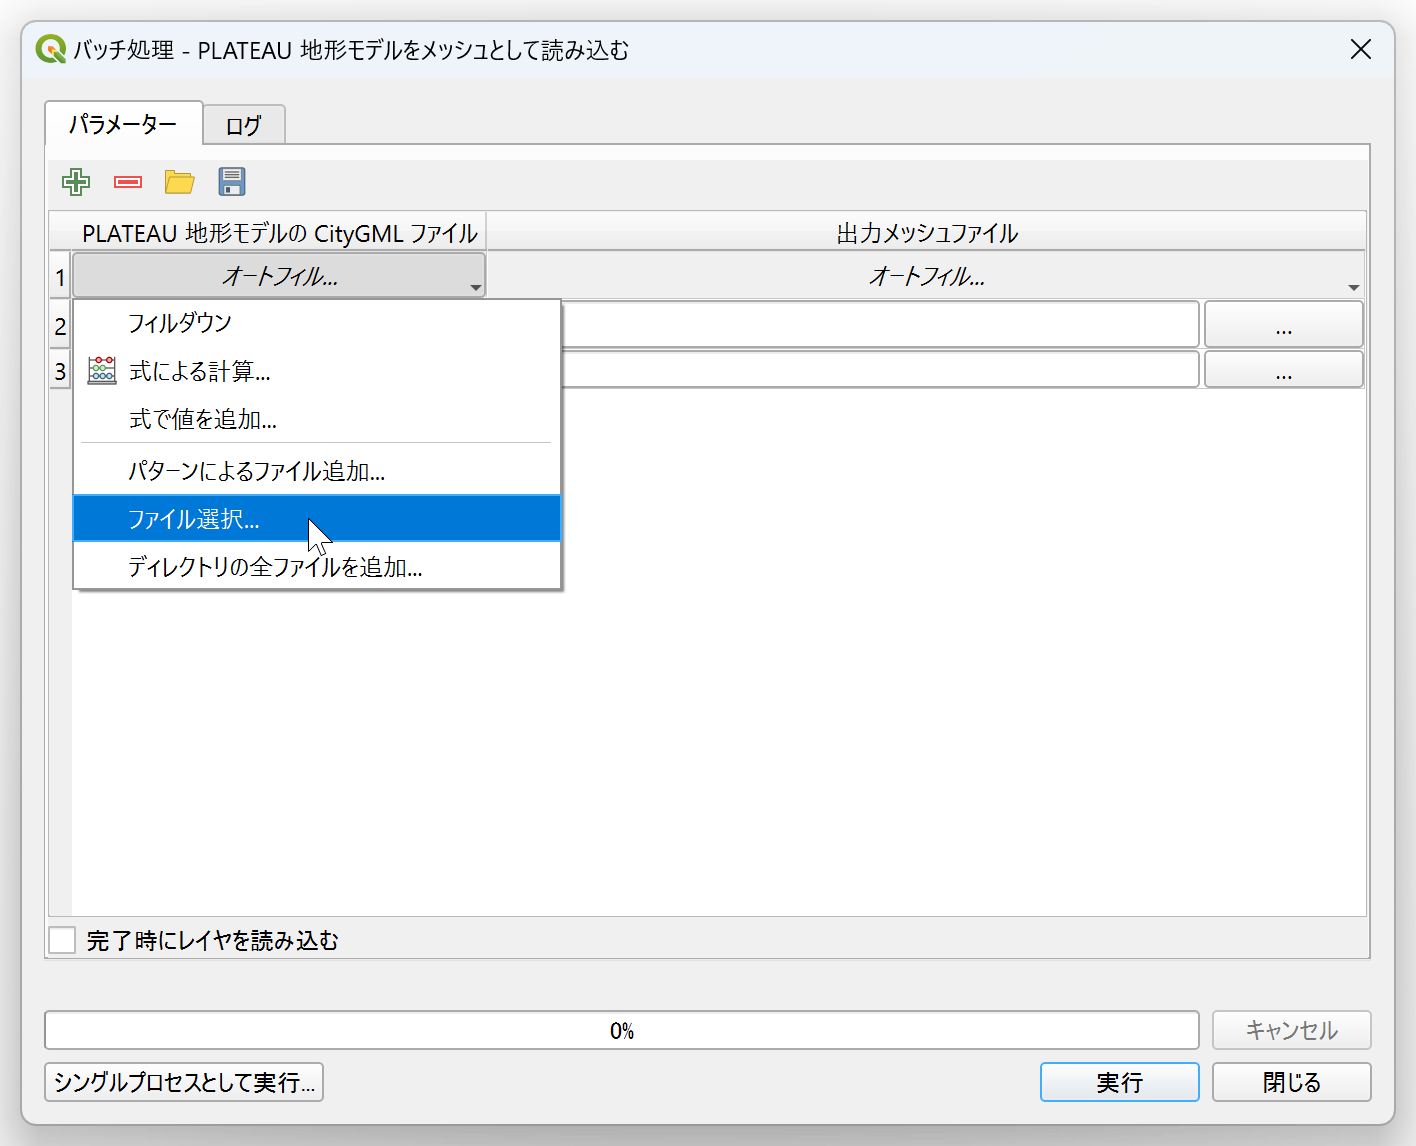 バッチ処理 - PLATEAU 地形モデルをメッシュとして読み込む
パラメーター
ログ
PLATEAU 地形モデルの CityGML ファイル
出力メッシュファイル
1
オートフィル...
オートフィル...
フィルダウン
2
...
式による計算...
3
...
式で値を追加...
パターンによるファイル追加...
ファイル選択...
ディレクトリの全ファイルを追加...
完了時にレイヤを読み込む
0%
キャンセル
シングルプロセスとして実行...
実行
閉じる